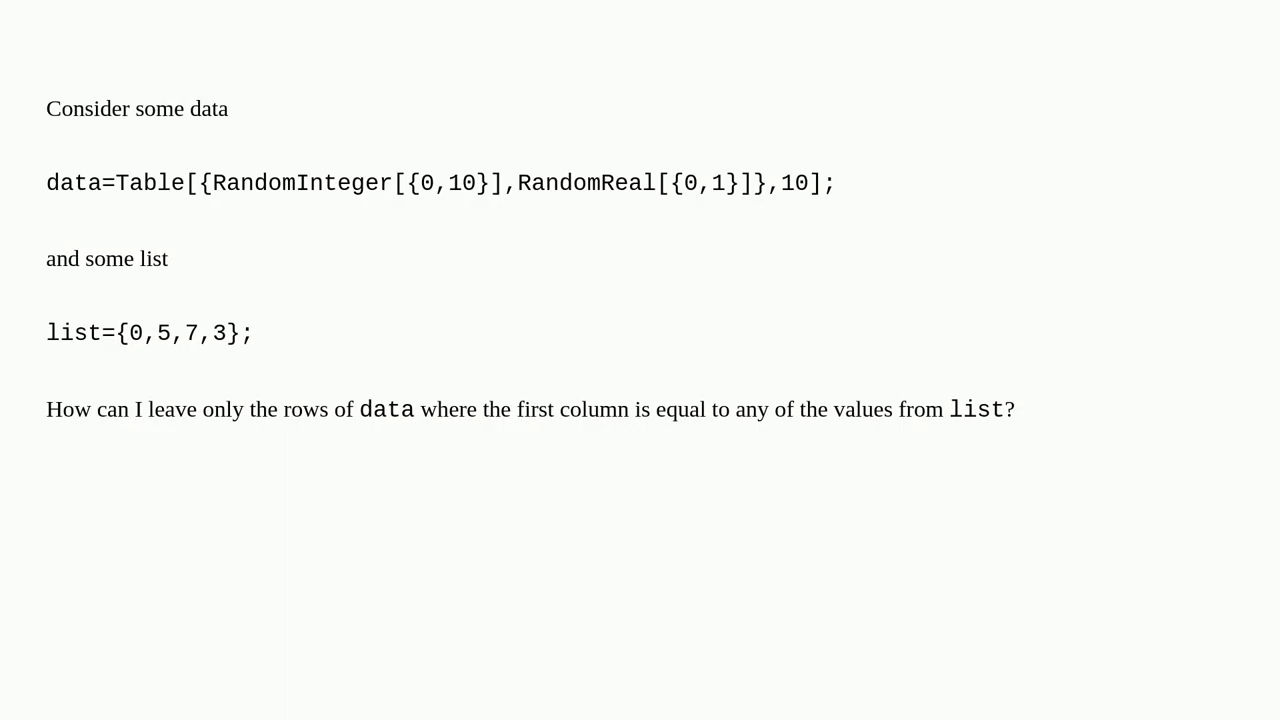 Consider some data
data=Table[{RandomInteger[{0,10}],RandomReal[{0,1}]},10];
and some list
list={0,5,7,3};
How can I leave only the rows of data where the first column is equal to any of the values from list?